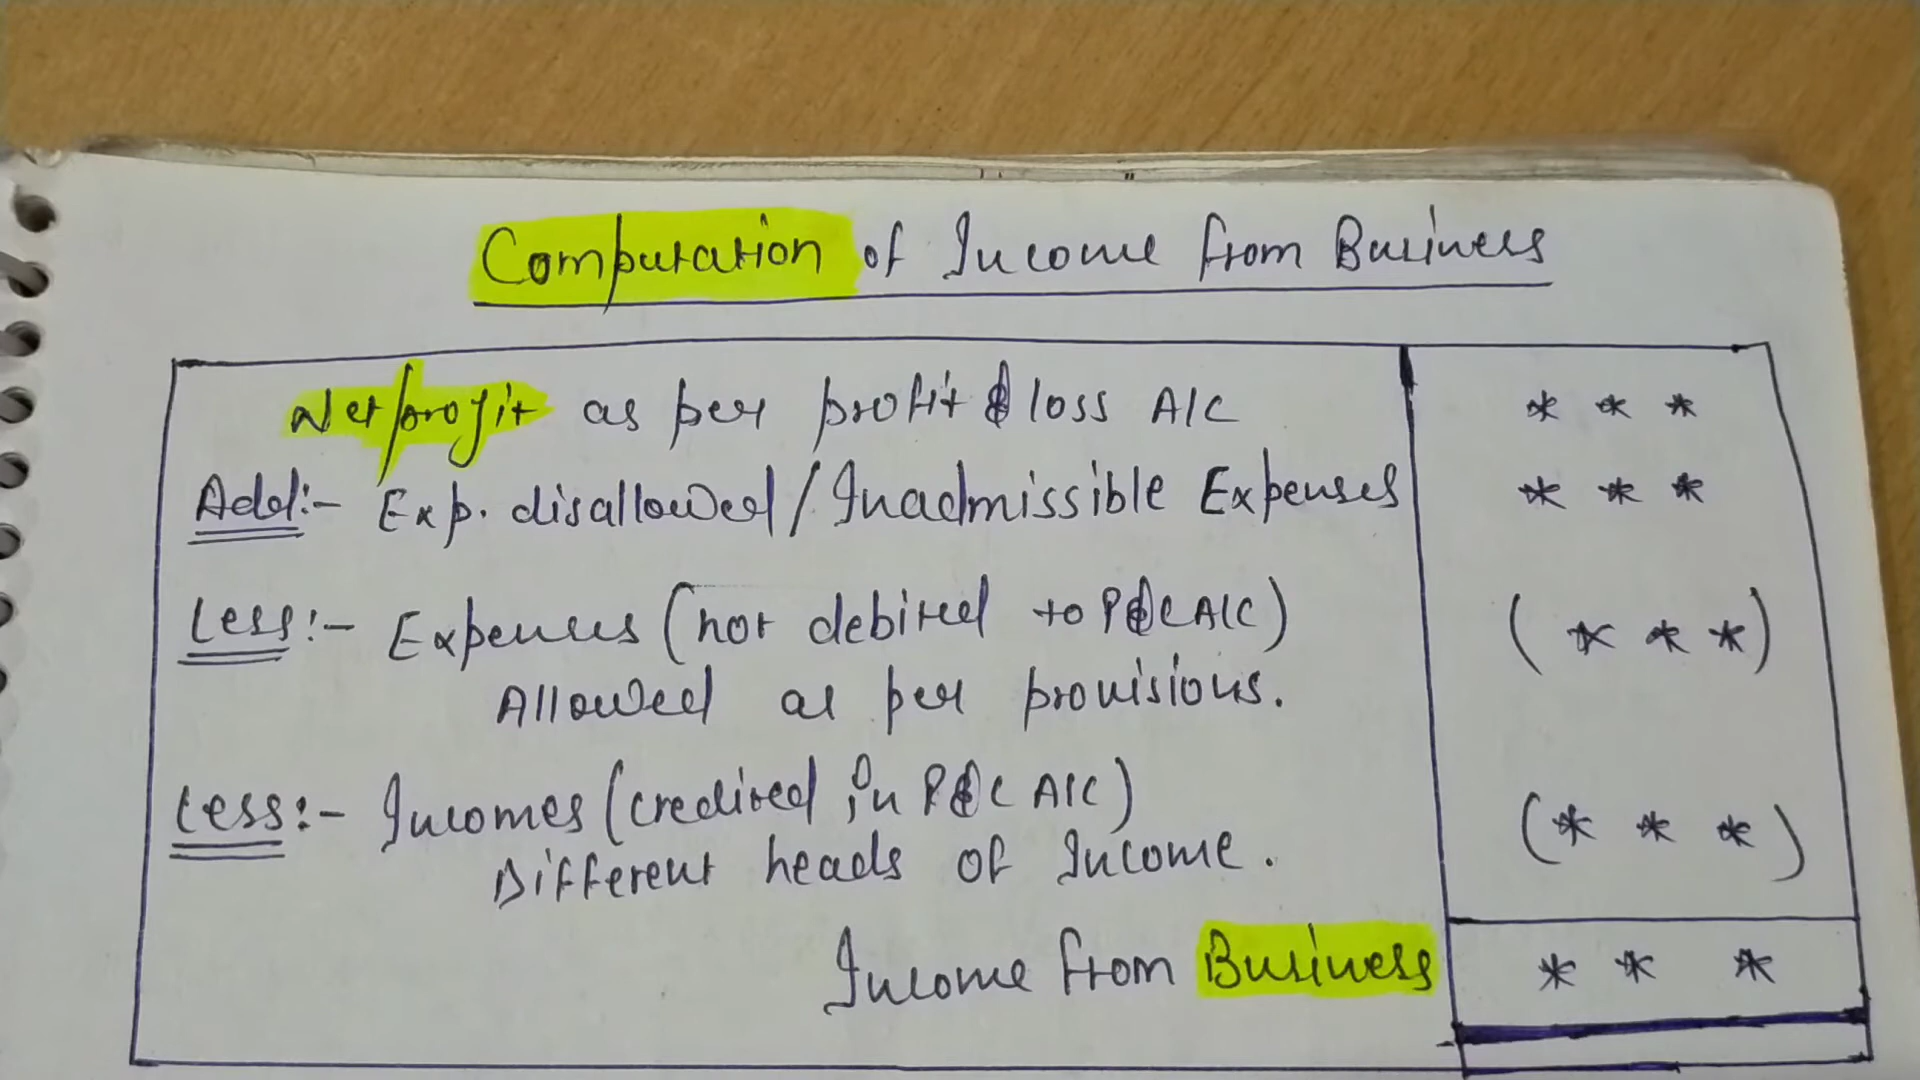 Computation of Income from Business
Net profit as per profit & loss A/C * * *
Add:- Exp. disallowed / Inadmissible Expenses * * *
Less:- Expenses (not debited to P&L A/C) (* * *)
Allowed as per provisions.
Less:- Incomes (credited in P&L A/C) (* * *)
Different heads of Income.
Income from Business * * *